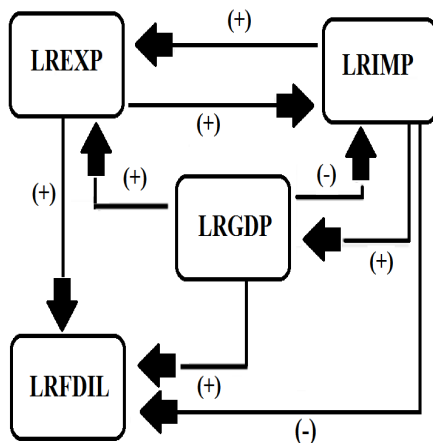 (+)
LREXP
LRIMP
(+)
(+)
(+)
(-)
LRGDP
(+)
(+)
LRFDIL
(-)